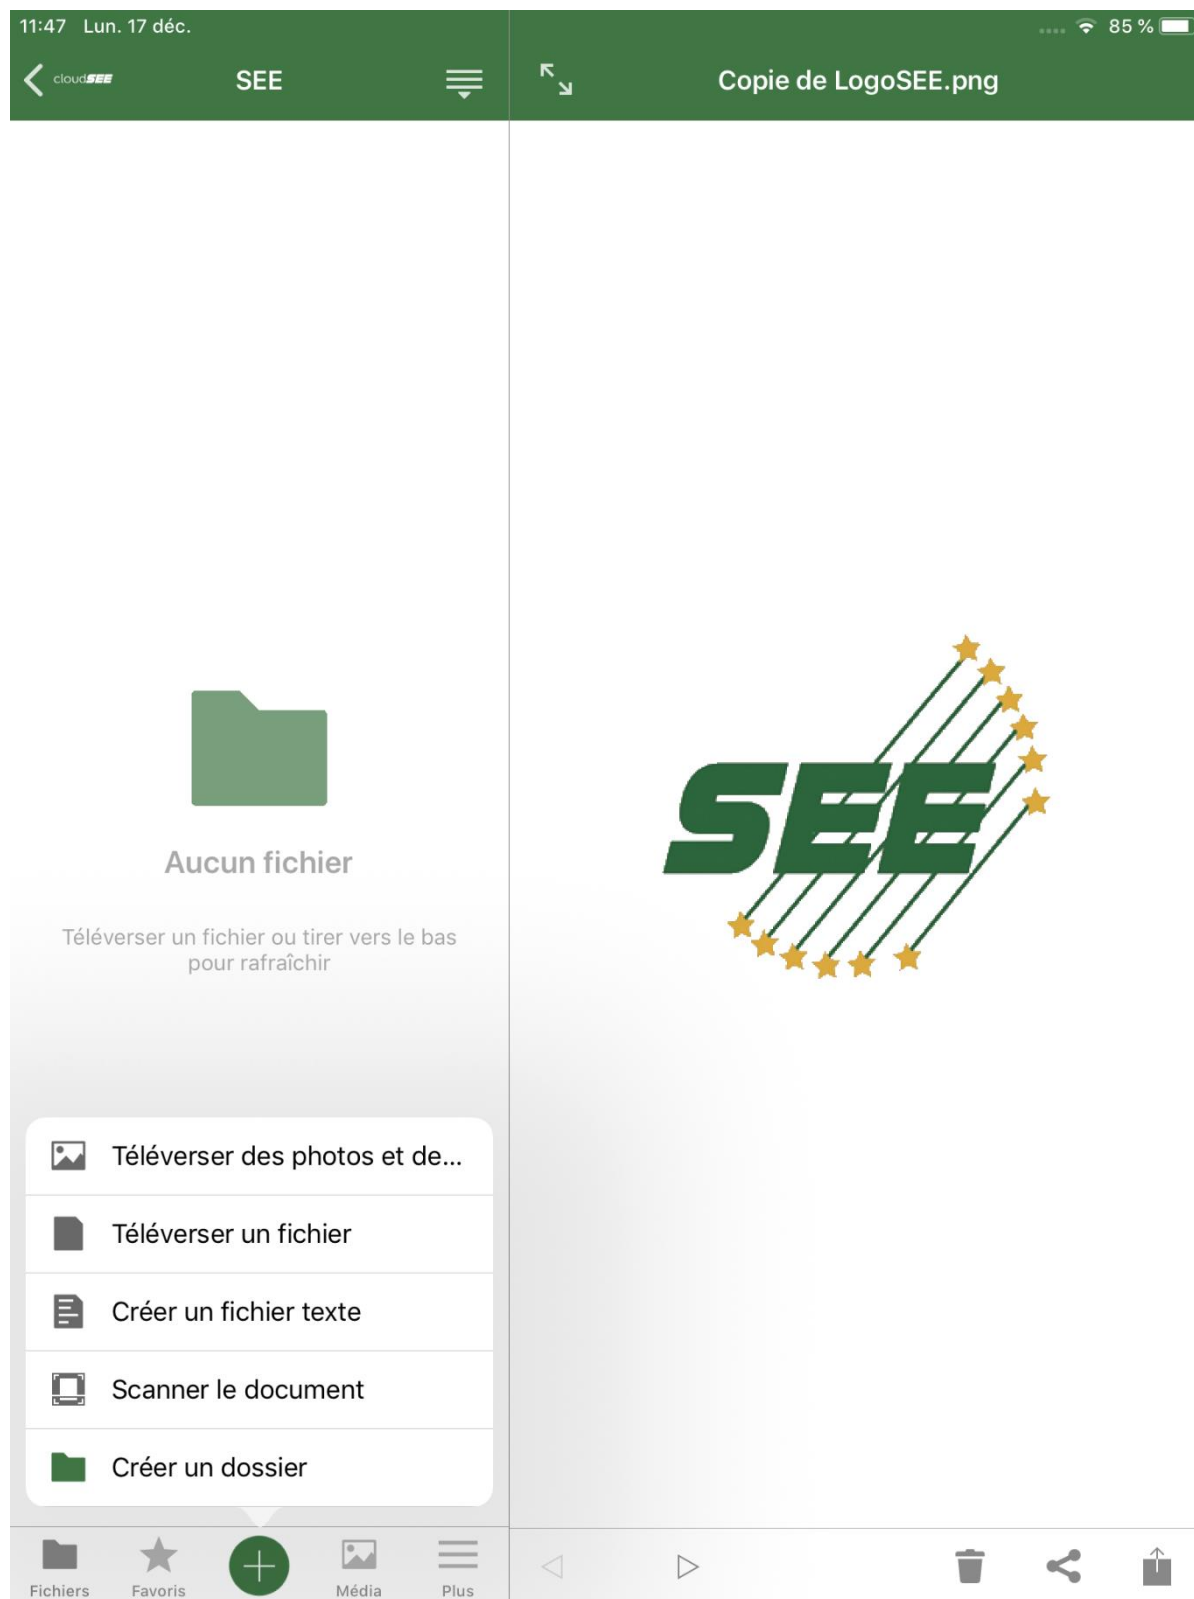 11:47 Lun. 17 déc.
85 %
cloudSEE
SEE
Copie de LogoSEE.png
SEE
Aucun fichier
Téléverser un fichier ou tirer vers le bas
pour rafraîchir
Téléverser des photos et de...
Téléverser un fichier
Créer un fichier texte
Scanner le document
Créer un dossier
Fichiers
Favoris
Média
Plus